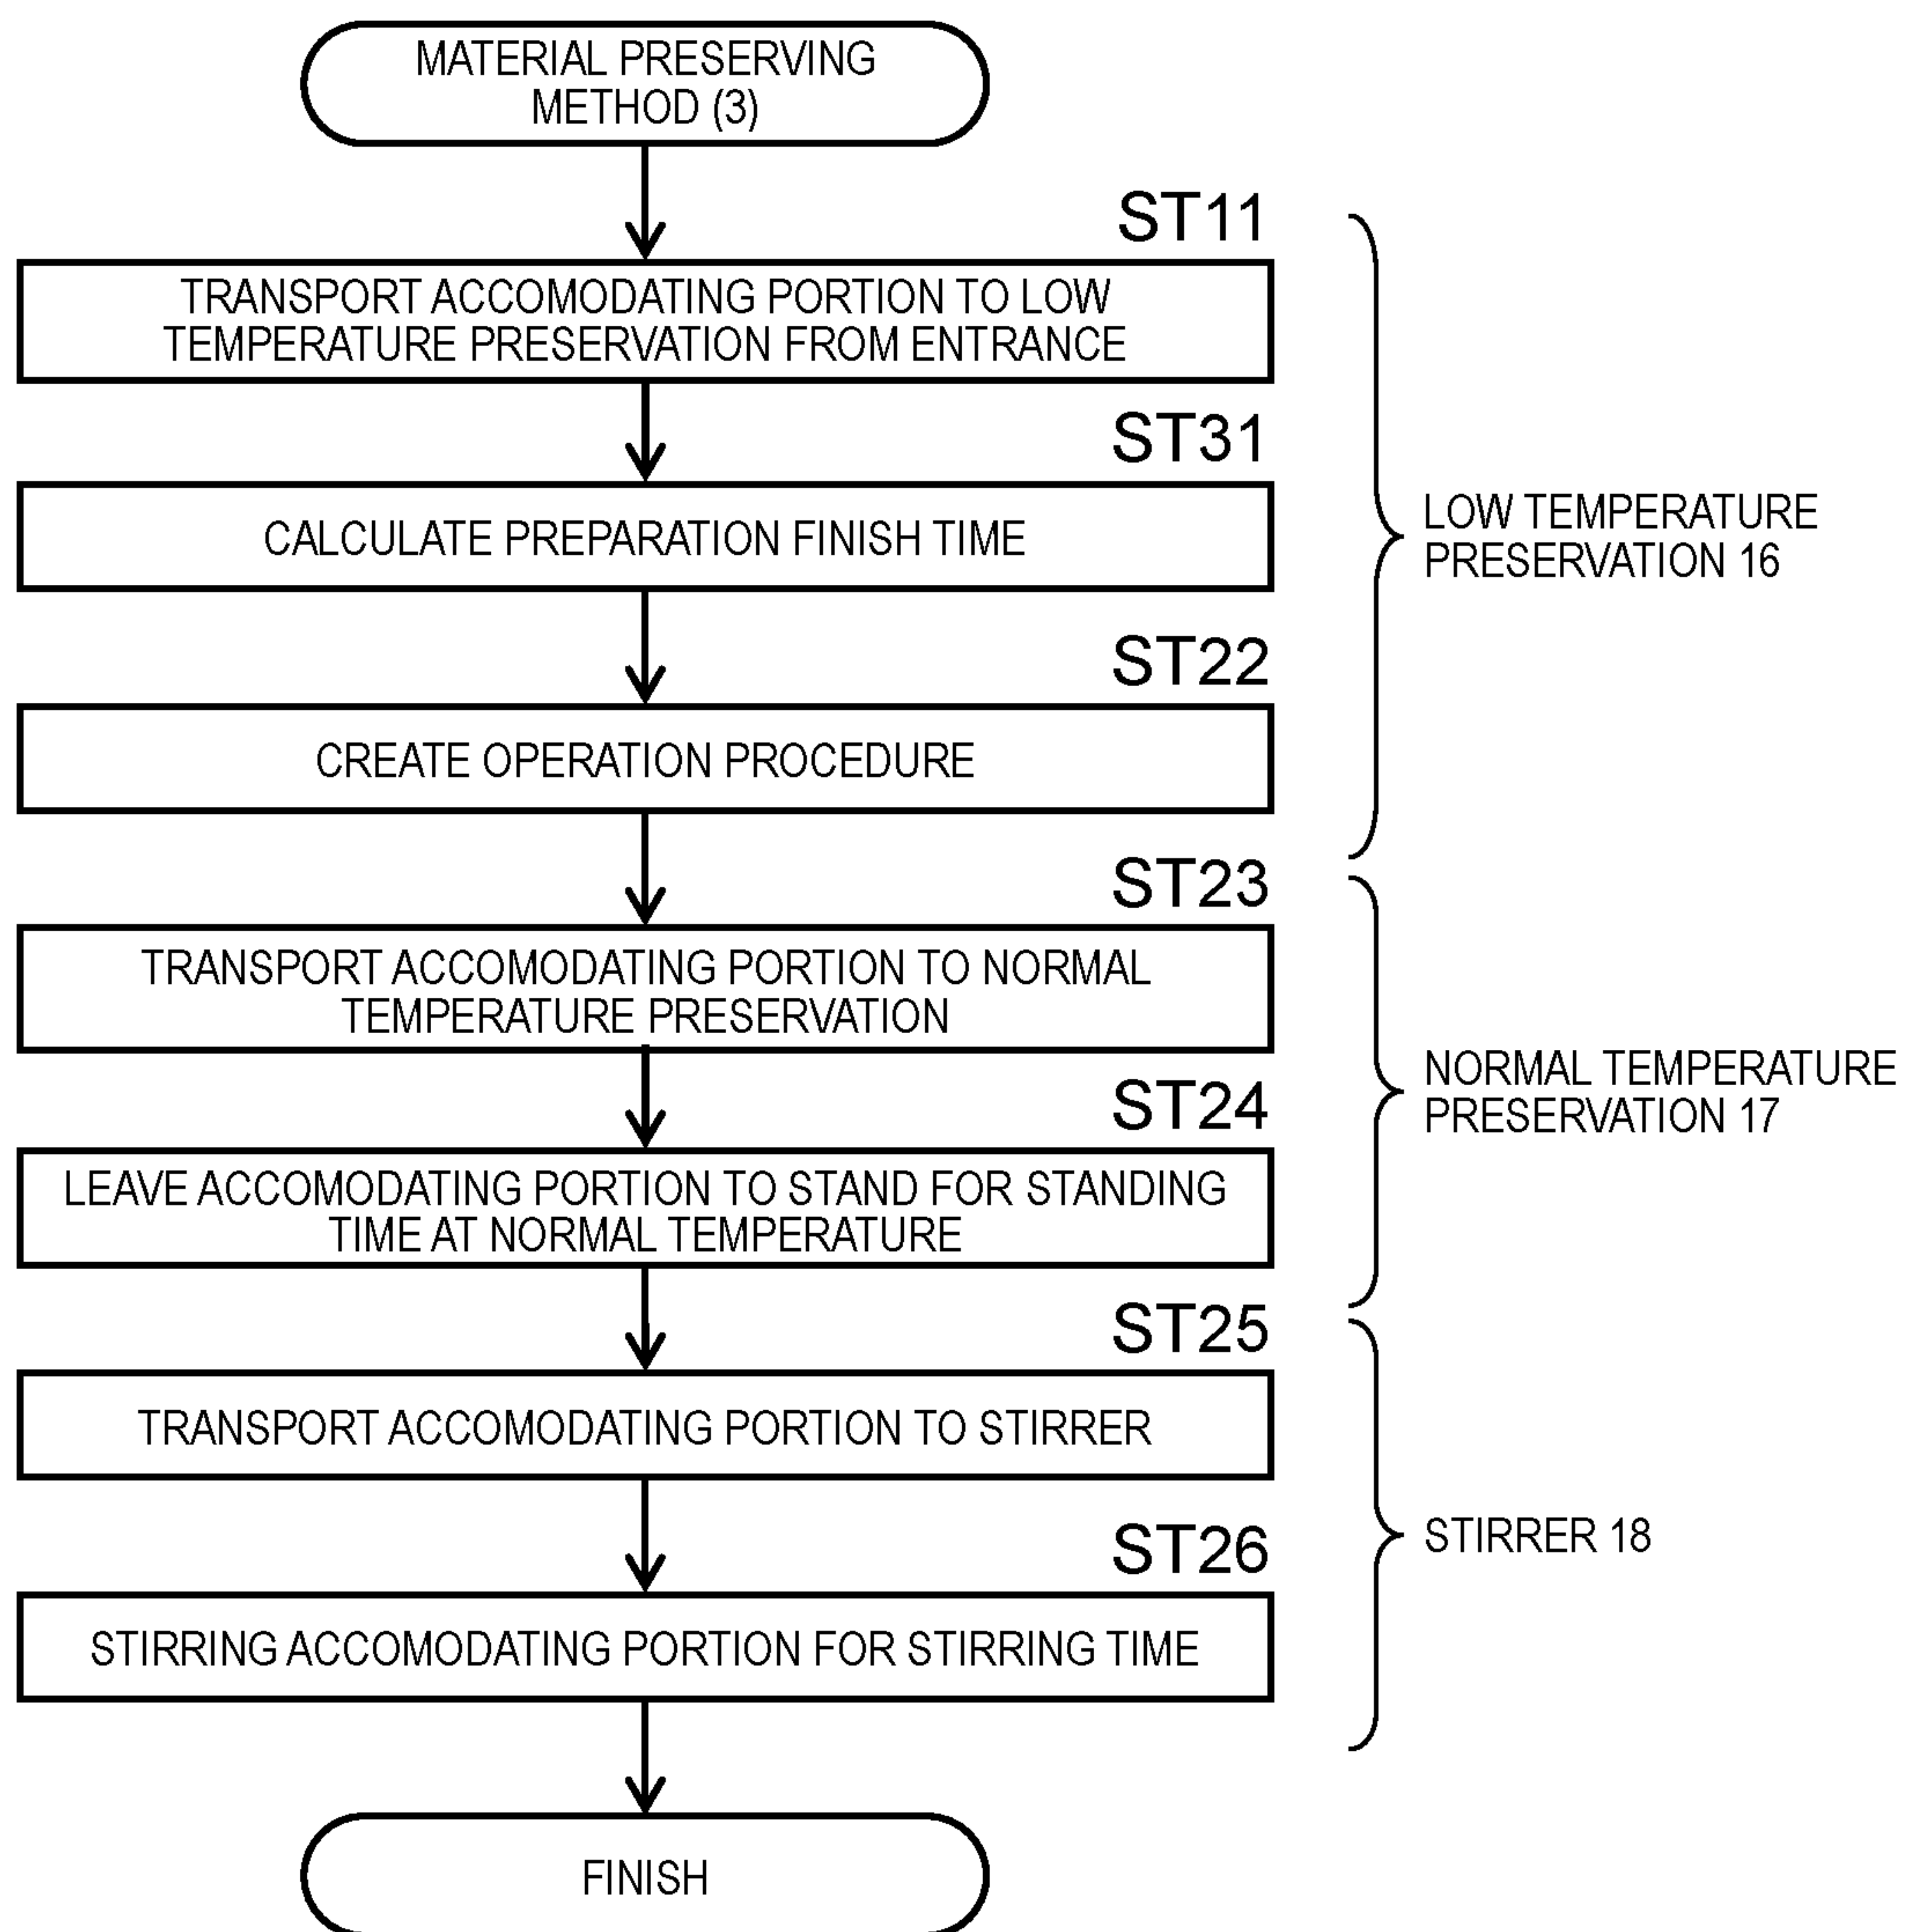 MATERIAL PRESERVING
METHOD (3)
ST11
TRANSPORT ACCOMODATING PORTION TO LOW
TEMPERATURE PRESERVATION FROM ENTRANCE
ST31
CALCULATE PREPARATION FINISH TIME
LOW TEMPERATURE
PRESERVATION 16
ST22
CREATE OPERATION PROCEDURE
ST23
TRANSPORT ACCOMODATING PORTION TO NORMAL
TEMPERATURE PRESERVATION
NORMAL TEMPERATURE
PRESERVATION 17
ST24
LEAVE ACCOMODATING PORTION TO STAND FOR STANDING
TIME AT NORMAL TEMPERATURE
ST25
TRANSPORT ACCOMODATING PORTION TO STIRRER
STIRRER 18
ST26
STIRRING ACCOMODATING PORTION FOR STIRRING TIME
FINISH